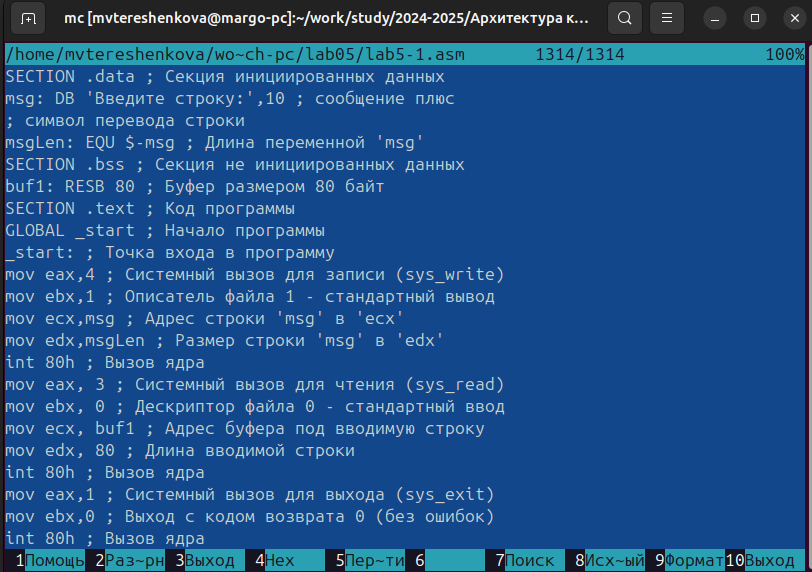 mc [mvtereshenkova@margo-pc]:~/work/study/2024-2025/Архитектура к...
/home/mvtereshenkova/wo~ch-pc/lab05/lab5-1.asm 1314/1314 100%
SECTION .data ; Секция инициированных данных
msg: DB 'Введите строку:',10 ; сообщение плюс
; символ перевода строки
msgLen: EQU $-msg ; Длина переменной 'msg'
SECTION .bss ; Секция не инициированных данных
buf1: RESB 80 ; Буфер размером 80 байт
SECTION .text ; Код программы
GLOBAL _start ; Начало программы
_start: ; Точка входа в программу
mov eax,4 ; Системный вызов для записи (sys_write)
mov ebx,1 ; Описатель файла 1 - стандартный вывод
mov ecx,msg ; Адрес строки 'msg' в 'ecx'
mov edx,msgLen ; Размер строки 'msg' в 'edx'
int 80h ; Вызов ядра
mov eax, 3 ; Системный вызов для чтения (sys_read)
mov ebx, 0 ; Дескриптор файла 0 - стандартный ввод
mov ecx, buf1 ; Адрес буфера под вводимую строку
mov edx, 80 ; Длина вводимой строки
int 80h ; Вызов ядра
mov eax,1 ; Системный вызов для выхода (sys_exit)
mov ebx,0 ; Выход с кодом возврата 0 (без ошибок)
int 80h ; Вызов ядра
1Помощь 2Раз~рн 3Выход 4Hex 5Пер~ти 6 7Поиск 8Исх~ый 9Формат 10Выход